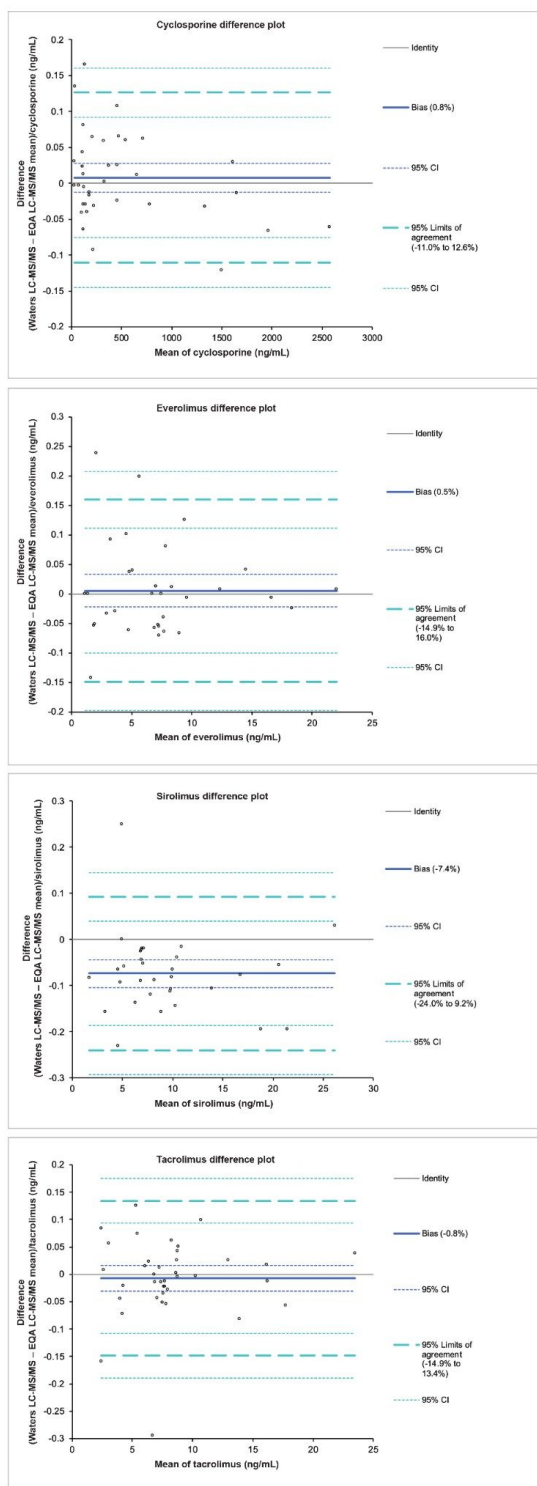 Cyclosporine difference plot
Difference
(Waters LC-MS/MS – EQA LC-MS/MS mean)/cyclosporine (ng/mL)
0.2
0.15
0.1
0.05
0
-0.05
-0.1
-0.15
-0.2
0
500
1000
1500
2000
2500
3000
Mean of cyclosporine (ng/mL)
Identity
Bias (0.8%)
95% CI
95% Limits of
agreement
(-11.0% to 12.6%)
95% CI
Everolimus difference plot
Difference
(Waters LC-MS/MS – EQA LC-MS/MS mean)/everolimus (ng/mL)
0.3
0.25
0.2
0.15
0.1
0.05
0
-0.05
-0.1
-0.15
-0.2
0
5
10
15
20
25
Mean of everolimus (ng/mL)
Identity
Bias (0.5%)
95% CI
95% Limits of
agreement
(-14.9% to
16.0%)
95% CI
Sirolimus difference plot
Difference
(Waters LC-MS/MS – EQA LC-MS/MS mean)/sirolimus (ng/mL)
0.3
0.2
0.1
0
-0.1
-0.2
-0.3
0
5
10
15
20
25
30
Mean of sirolimus (ng/mL)
Identity
Bias (-7.4%)
95% CI
95% Limits of
agreement
(-24.0% to 9.2%)
95% CI
Tacrolimus difference plot
Difference
(Waters LC-MS/MS – EQA LC-MS/MS mean)/tacrolimus (ng/mL)
0.2
0.15
0.1
0.05
0
-0.05
-0.1
-0.15
-0.2
-0.25
-0.3
0
5
10
15
20
25
Mean of tacrolimus (ng/mL)
Identity
Bias (-0.8%)
95% CI
95% Limits of
agreement
(-14.9% to
13.4%)
95% CI